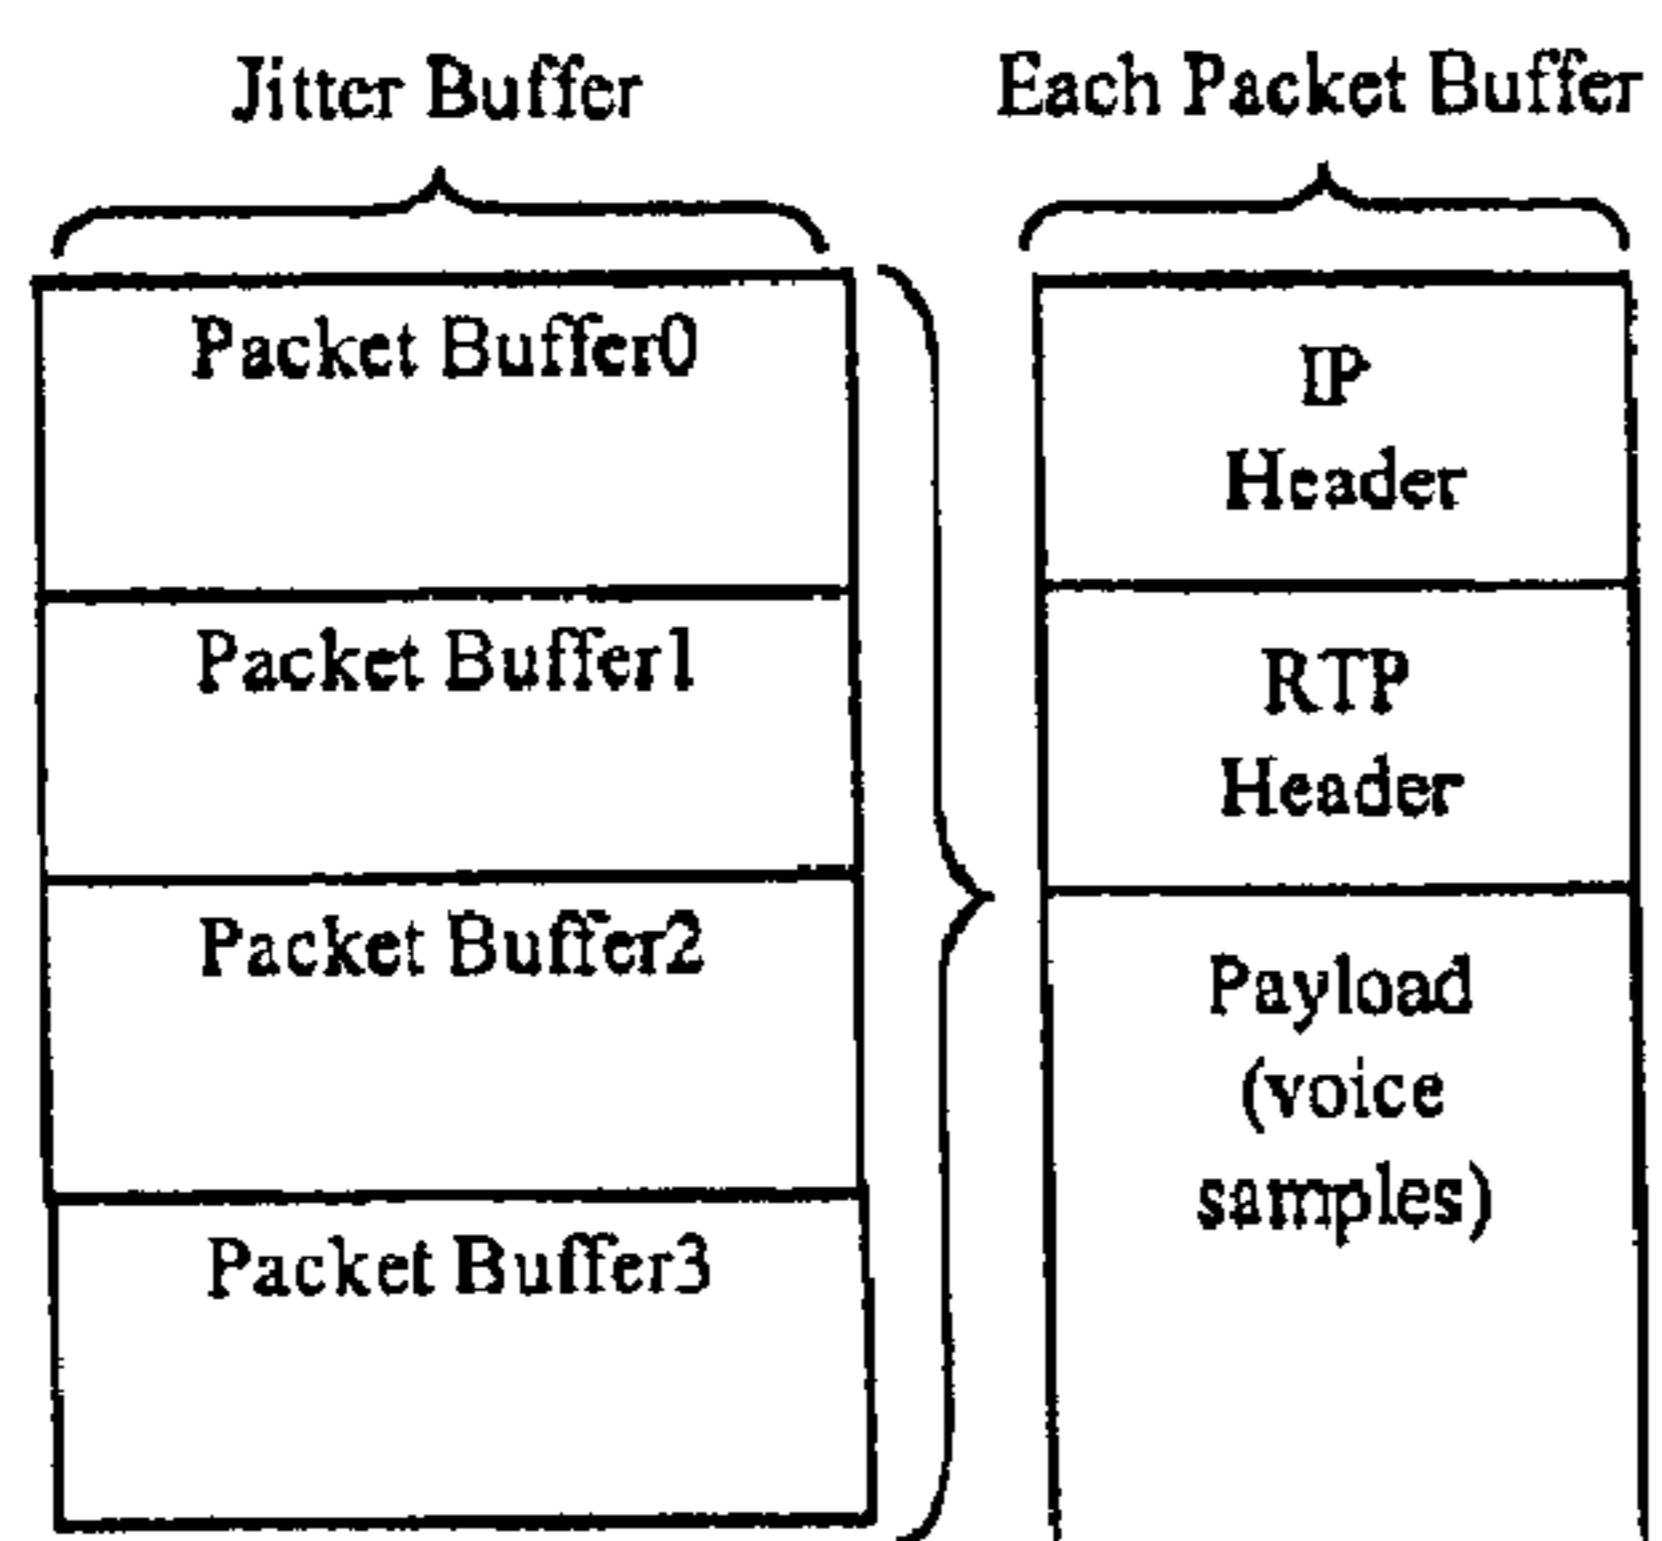 Jitter Buffer
Each Packet Buffer
Packet Buffer0
Packet Buffer1
Packet Buffer2
Packet Buffer3
IP
Header
RTP
Header
Payload
(voice
samples)